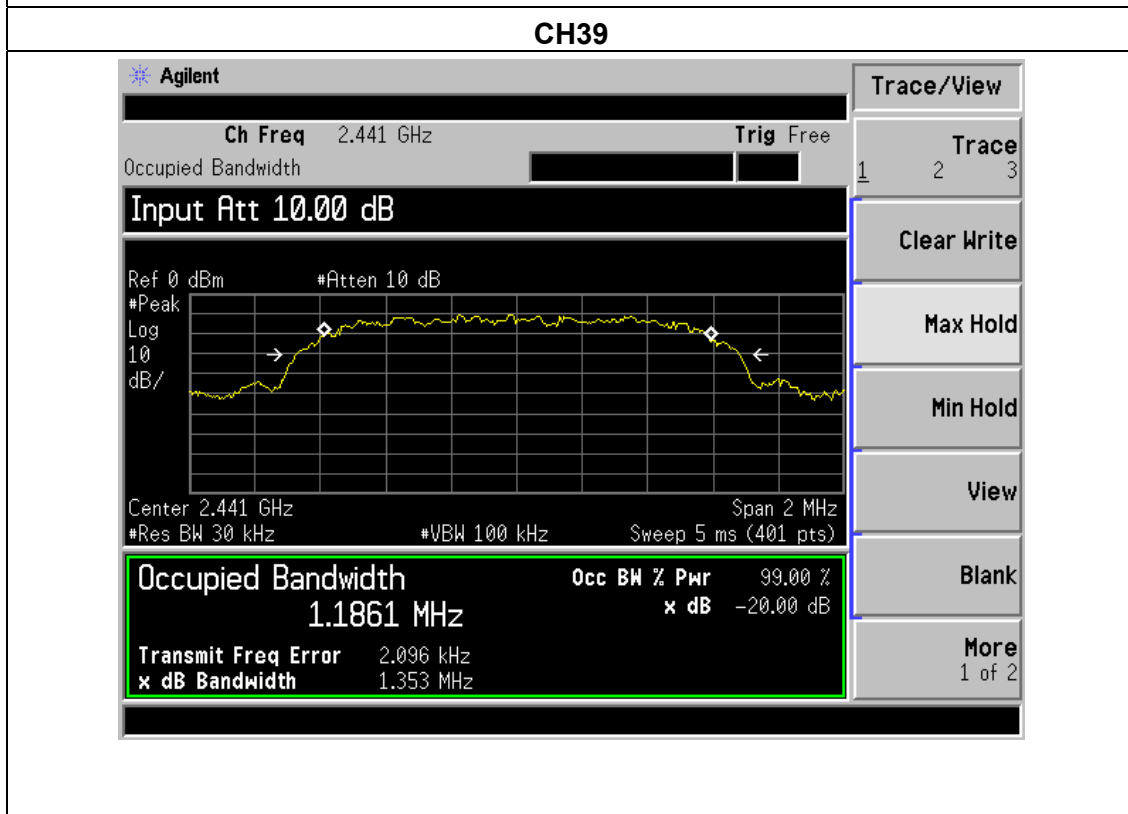 CH39
Agilent
Trace/View
Ch Freq 2.441 GHz Trig Free
Occupied Bandwidth
Trace
1 2 3
Input Att 10.00 dB
Clear Write
Ref 0 dBm #Atten 10 dB
#Peak
Log
10
dB/
Max Hold
Min Hold
View
Center 2.441 GHz Span 2 MHz
#Res BW 30 kHz #VBW 100 kHz Sweep 5 ms (401 pts)
Occupied Bandwidth Occ BW % Pwr 99.00 %
1.1861 MHz x dB -20.00 dB
Blank
Transmit Freq Error 2.096 kHz
x dB Bandwidth 1.353 MHz
More
1 of 2